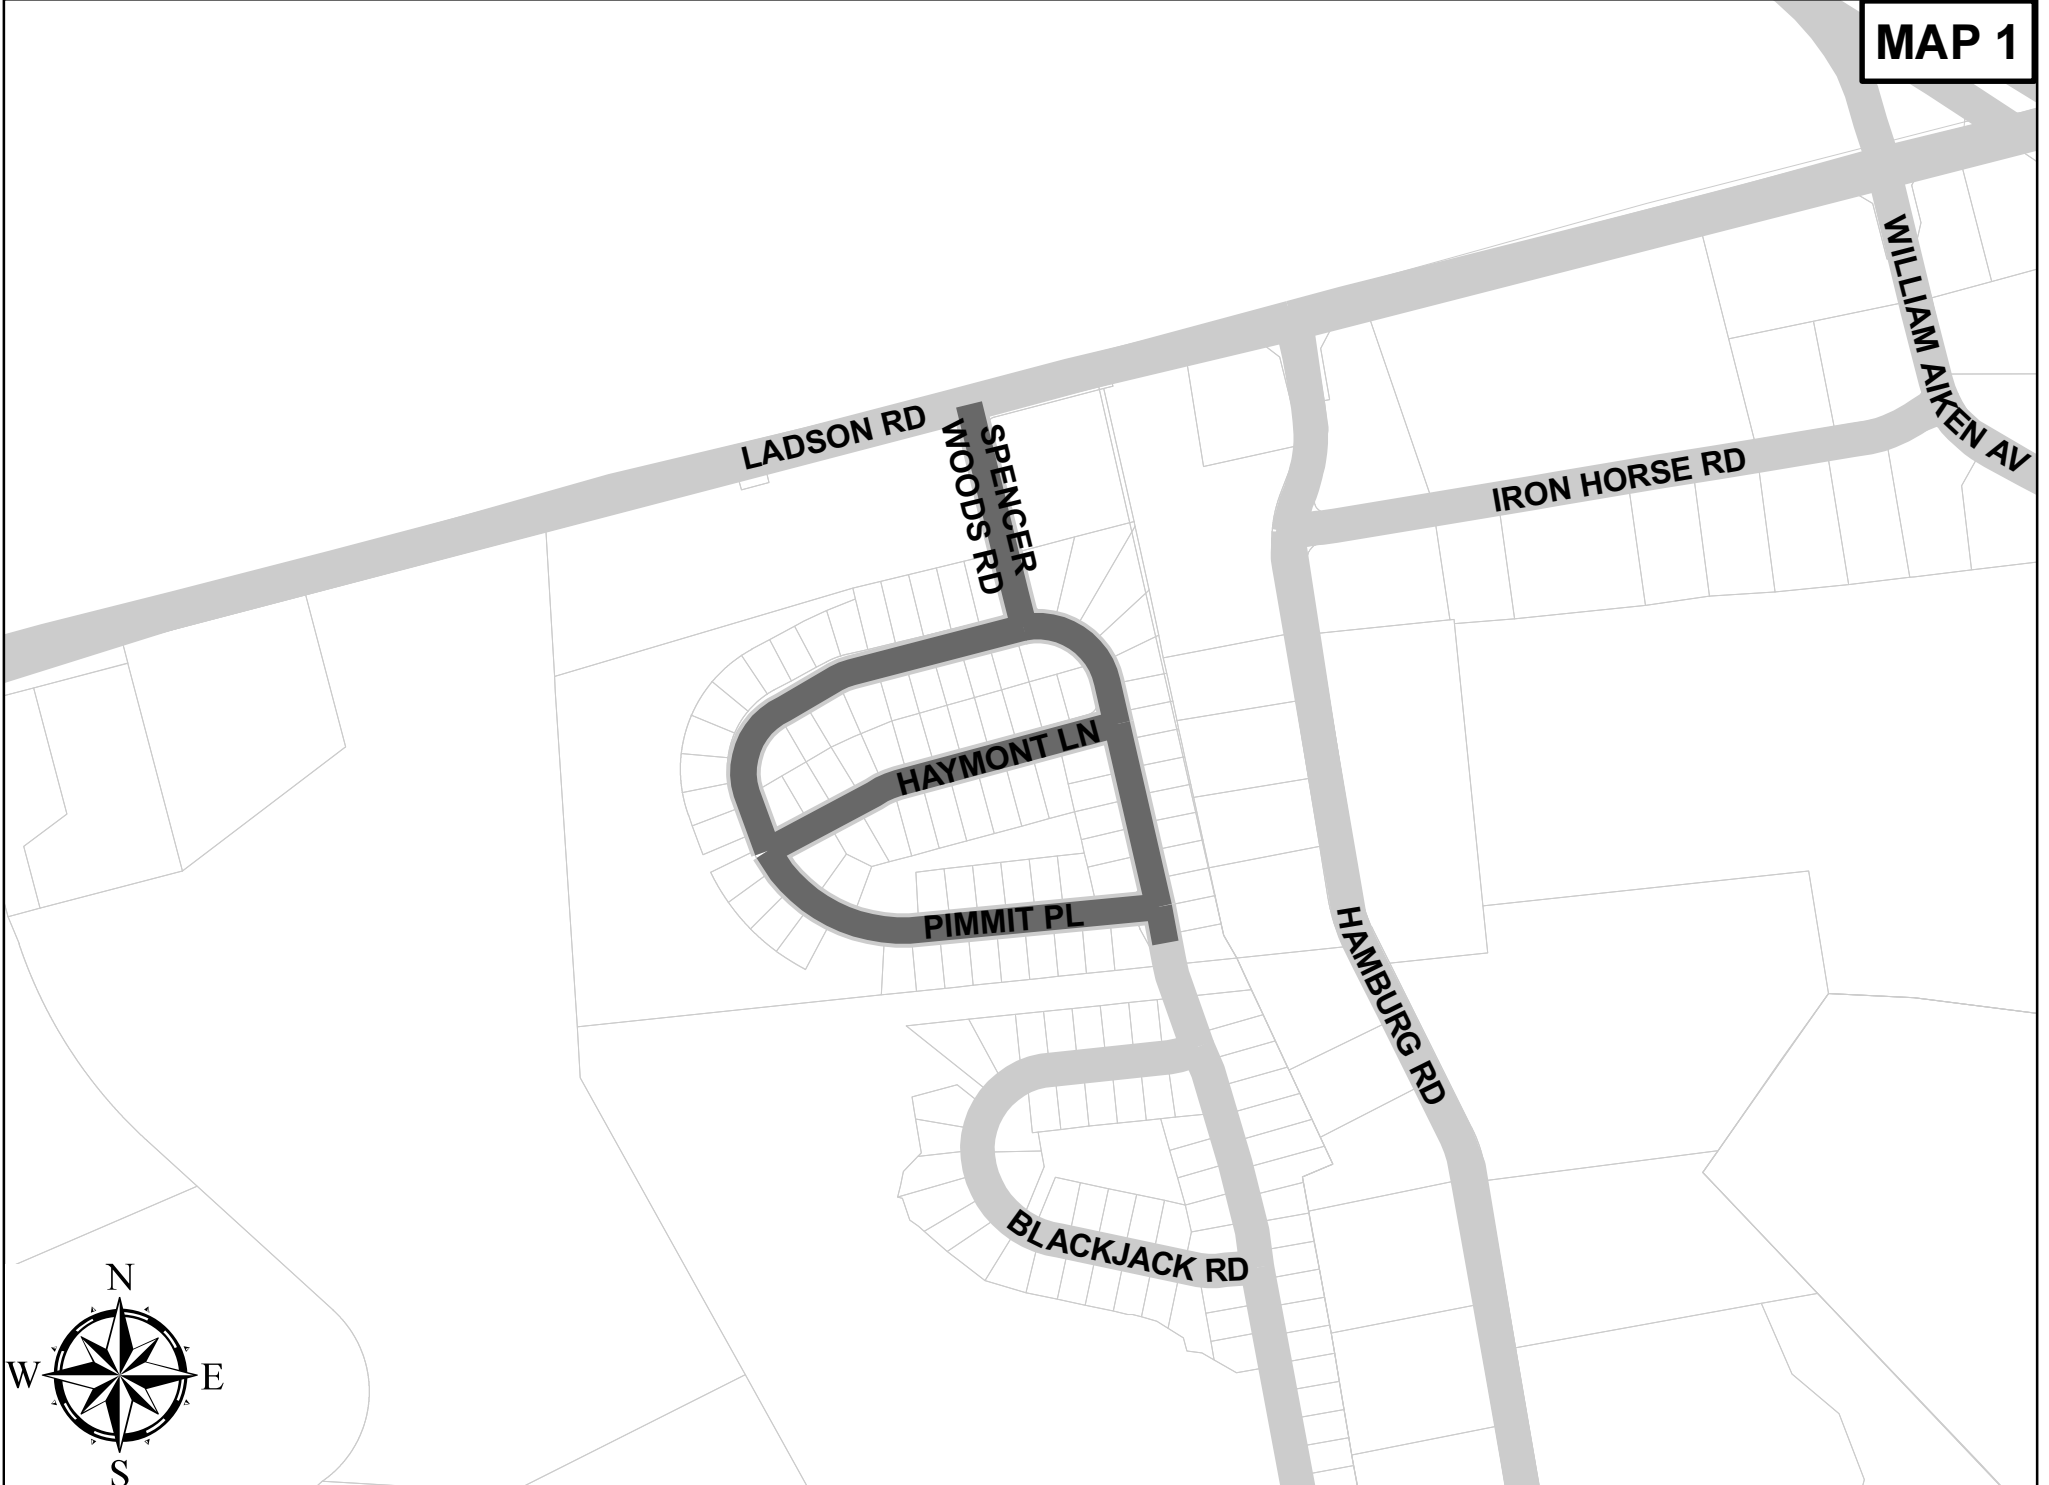 MAP 1
WILLIAM AIKEN AV
LADSON RD
SPENCER
WOODS RD
IRON HORSE RD
HAYMONT LN
PIMMIT PL
HAMBURG RD
BLACKJACK RD
N
W
E
S